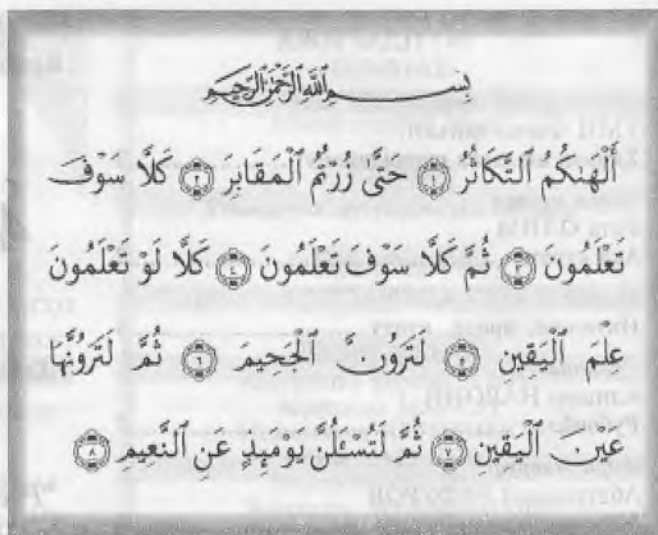 بِسْمِ ٱللَّهِ ٱلرَّحْمَٰنِ ٱلرَّحِيمِ
أَلْهَىٰكُمُ ٱلتَّكَاثُرُ ١ حَتَّىٰ زُرْتُمُ ٱلْمَقَابِرَ ٢ كَلَّا سَوْفَ
تَعْلَمُونَ ٣ ثُمَّ كَلَّا سَوْفَ تَعْلَمُونَ ٤ كَلَّا لَوْ تَعْلَمُونَ
عِلْمَ ٱلْيَقِينِ ٥ لَتَرَوُنَّ ٱلْجَحِيمَ ٦ ثُمَّ لَتَرَوُنَّهَا
عَيْنَ ٱلْيَقِينِ ٧ ثُمَّ لَتُسْـَٔلُنَّ يَوْمَئِذٍ عَنِ ٱلنَّعِيمِ ٨